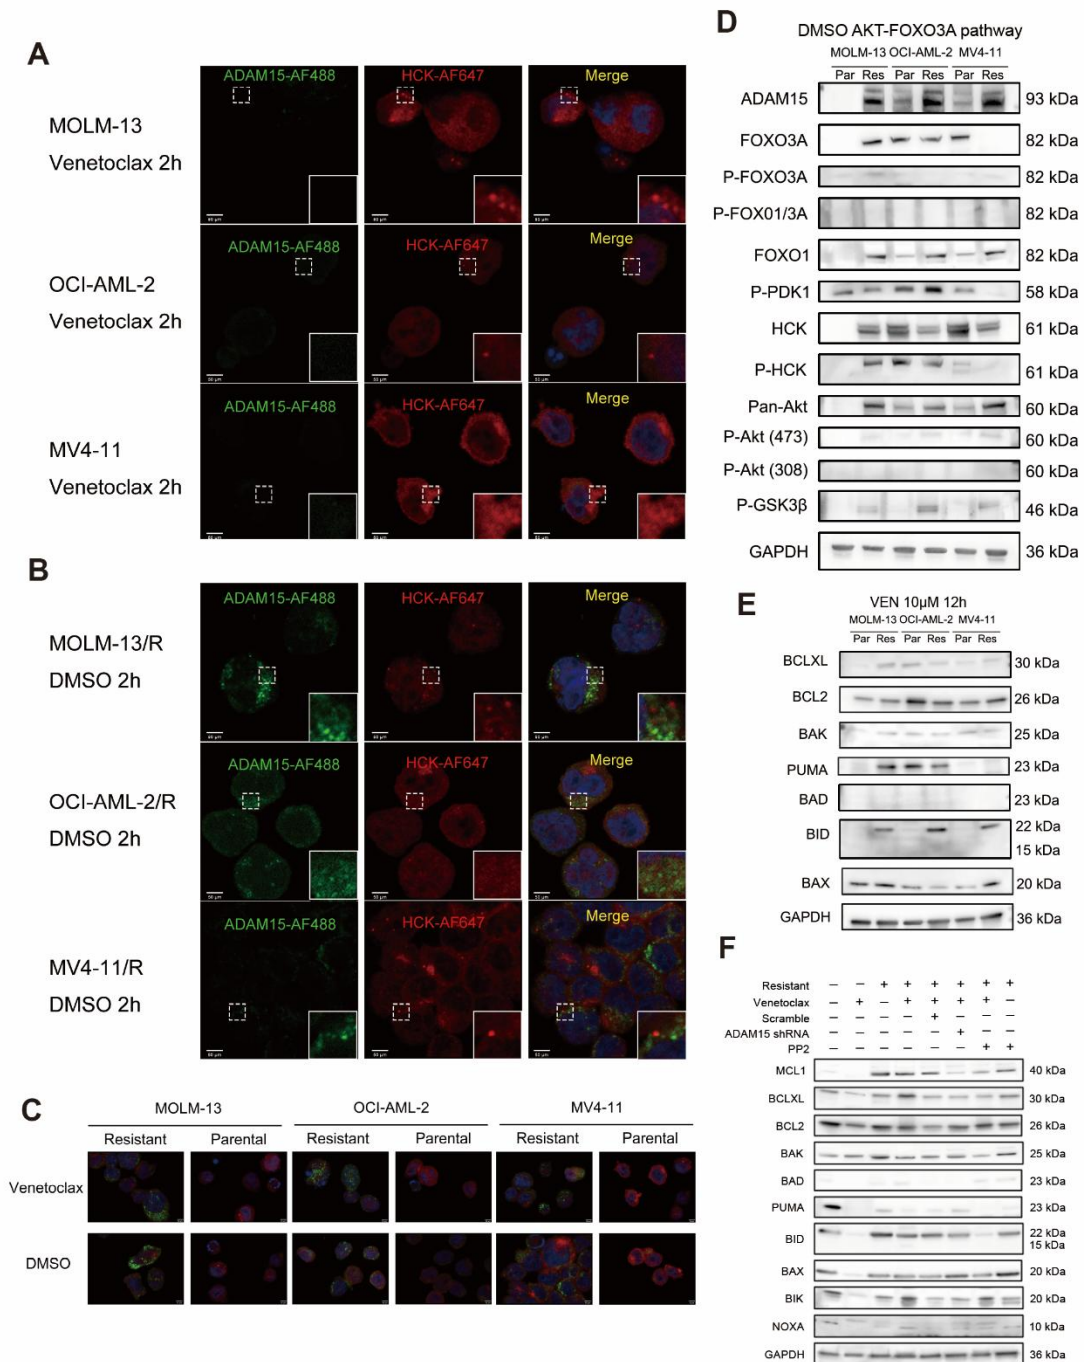 A
ADAM15-AF488 HCK-AF647 Merge
MOLM-13
Venetoclax 2h
ADAM15-AF488 HCK-AF647 Merge
OCI-AML-2
Venetoclax 2h
ADAM15-AF488 HCK-AF647 Merge
MV4-11
Venetoclax 2h
B
ADAM15-AF488 HCK-AF647 Merge
MOLM-13/R
DMSO 2h
ADAM15-AF488 HCK-AF647 Merge
OCI-AML-2/R
DMSO 2h
ADAM15-AF488 HCK-AF647 Merge
MV4-11/R
DMSO 2h
C
MOLM-13 OCI-AML-2 MV4-11
Resistant Parental Resistant Parental Resistant Parental
Venetoclax
DMSO
D
DMSO AKT-FOXO3A pathway
MOLM-13 OCI-AML-2 MV4-11
Par Res Par Res Par Res
ADAM15 93 kDa
FOXO3A 82 kDa
P-FOXO3A 82 kDa
P-FOX01/3A 82 kDa
FOXO1 82 kDa
P-PDK1 58 kDa
HCK 61 kDa
P-HCK 61 kDa
Pan-Akt 60 kDa
P-Akt (473) 60 kDa
P-Akt (308) 60 kDa
P-GSK3β 46 kDa
GAPDH 36 kDa
E
VEN 10μM 12h
MOLM-13 OCI-AML-2 MV4-11
Par Res Par Res Par Res
BCLXL 30 kDa
BCL2 26 kDa
BAK 25 kDa
PUMA 23 kDa
BAD 23 kDa
BID 22 kDa
15 kDa
BAX 20 kDa
GAPDH 36 kDa
F
Resistant − − + + + + + +
Venetoclax − + − + + + + −
Scramble − − − − + − − −
ADAM15 shRNA − − − − − + − −
PP2 − − − − − − + +
MCL1 40 kDa
BCLXL 30 kDa
BCL2 26 kDa
BAK 25 kDa
BAD 23 kDa
PUMA 23 kDa
BID 22 kDa
15 kDa
BAX 20 kDa
BIK 20 kDa
NOXA 10 kDa
GAPDH 36 kDa